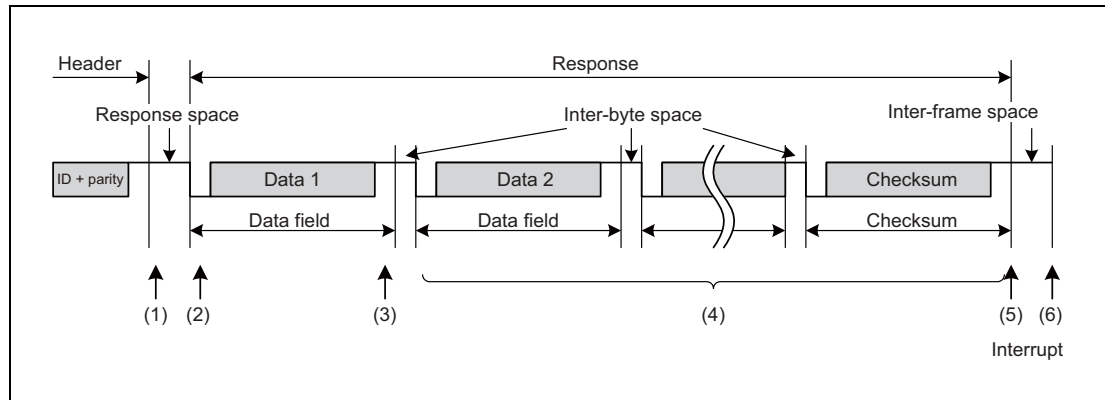 Header
Response
Response space
Inter-byte space
Inter-frame space
ID + parity
Data 1
Data 2
Checksum
Data field
Data field
Checksum
(1)
(2)
(3)
(4)
(5)
(6)
Interrupt